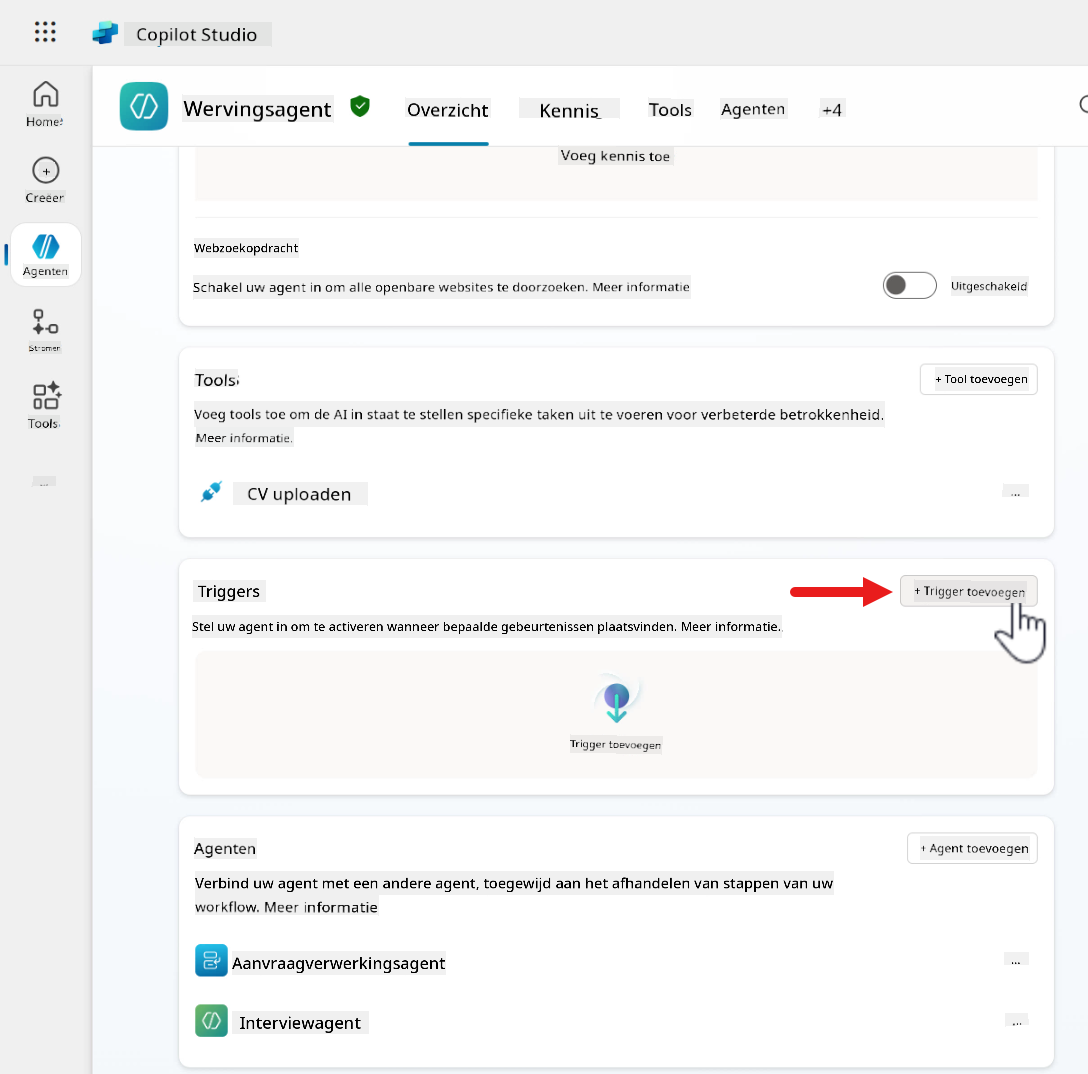 Copilot Studio
Home
Wervingsagent
Overzicht
Kennis
Tools
Agenten
+4
Creëer
Agenten
Stromen
Tools
...
Voeg kennis toe
Webzoekopdracht
Schakel uw agent in om alle openbare websites te doorzoeken. Meer informatie
Uitgeschakeld
Tools
+ Tool toevoegen
Voeg tools toe om de AI in staat te stellen specifieke taken uit te voeren voor verbeterde betrokkenheid.
Meer informatie.
CV uploaden
...
Triggers
+ Trigger toevoegen
Stel uw agent in om te activeren wanneer bepaalde gebeurtenissen plaatsvinden. Meer informatie.
Trigger toevoegen
Agenten
+ Agent toevoegen
Verbind uw agent met een andere agent, toegewijd aan het afhandelen van stappen van uw
workflow. Meer informatie
Aanvraagverwerkingsagent
...
Interviewagent
...